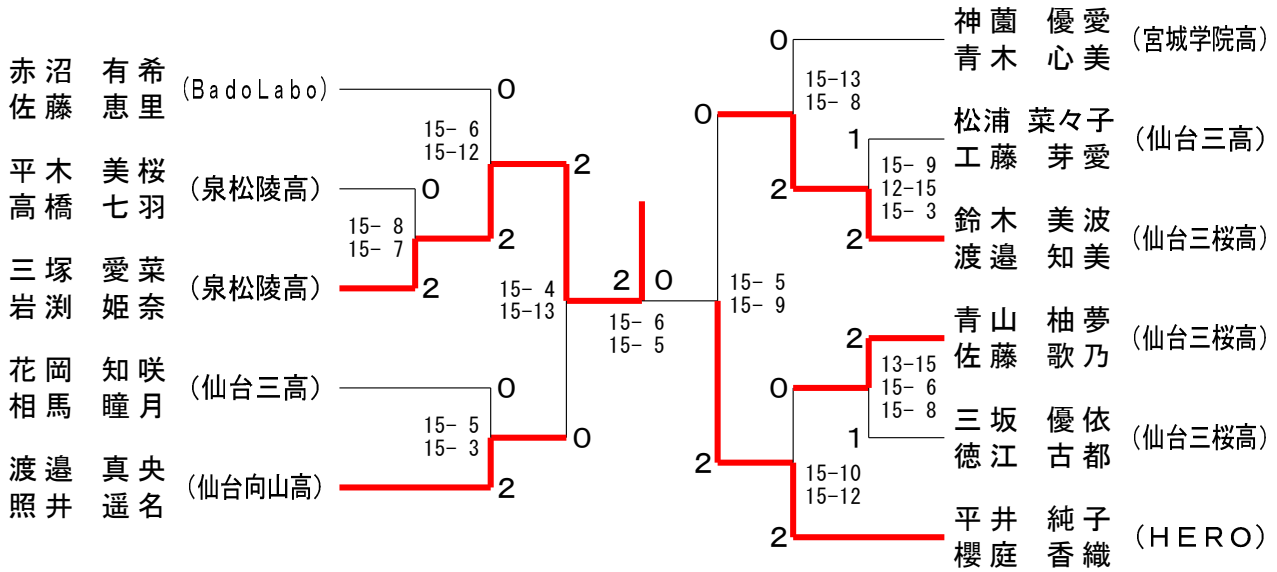 赤沼 有希
佐藤 恵里
(BadoLabo)
0
15- 6
15-12
平木 美桜
高橋 七羽
(泉松陵高)
0
15- 8
15- 7
2
三塚 愛菜
岩渕 姫奈
(泉松陵高)
2
2
15- 4
15-13
花岡 知咲
相馬 瞳月
(仙台三高)
0
15- 5
15- 3
0
渡邉 真央
照井 遥名
(仙台向山高)
2
2 0
15- 6
15- 5
神薗 優愛
青木 心美
(宮城学院高)
0
15-13
15- 8
0
松浦 菜々子
工藤 芽愛
(仙台三高)
1
15- 9
12-15
15- 3
2
鈴木 美波
渡邉 知美
(仙台三桜高)
2
15- 5
15- 9
青山 柚夢
佐藤 歌乃
(仙台三桜高)
2
13-15
15- 6
15- 8
0
三坂 優依
徳江 古都
(仙台三桜高)
1
2
15-10
15-12
平井 純子
櫻庭 香織
(HERO)
2